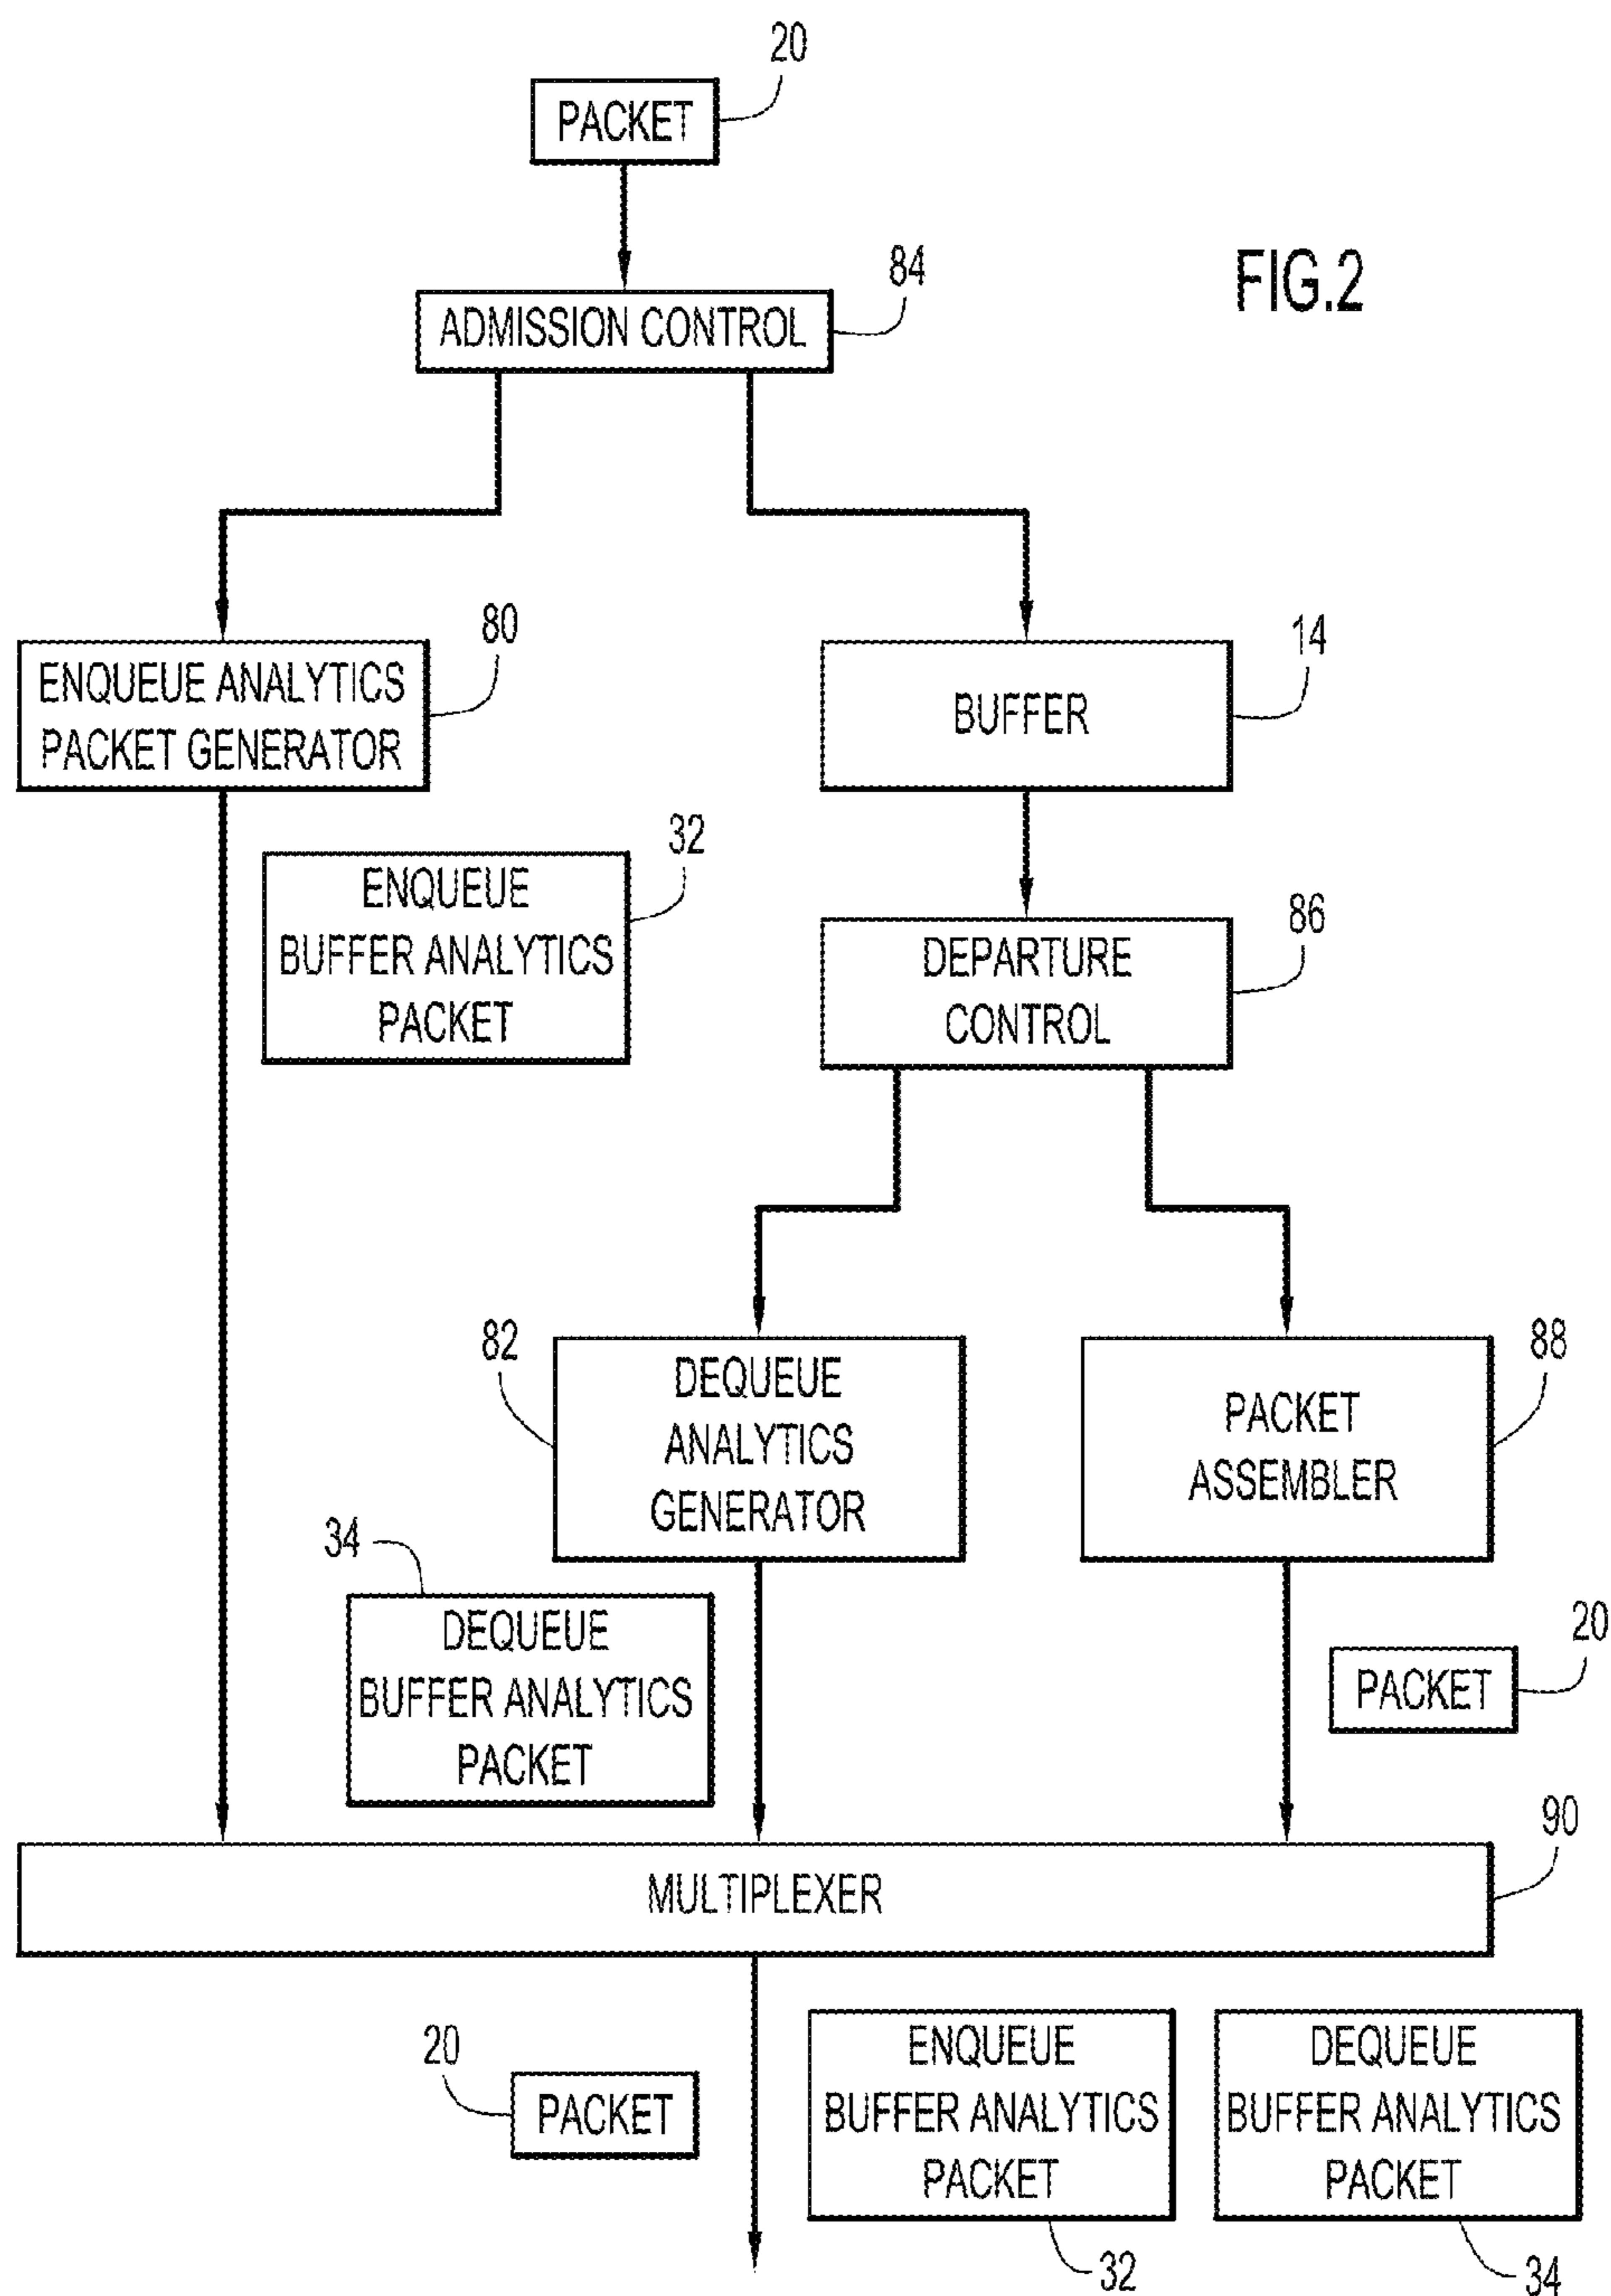 20
PACKET
84
FIG.2
ADMISSION CONTROL
80
14
ENQUEUE ANALYTICS
PACKET GENERATOR
BUFFER
32
ENQUEUE
BUFFER ANALYTICS
PACKET
86
DEPARTURE
CONTROL
82
88
DEQUEUE
ANALYTICS
GENERATOR
PACKET
ASSEMBLER
34
DEQUEUE
BUFFER ANALYTICS
PACKET
20
PACKET
90
MULTIPLEXER
20
PACKET
ENQUEUE
BUFFER ANALYTICS
PACKET
32
DEQUEUE
BUFFER ANALYTICS
PACKET
34